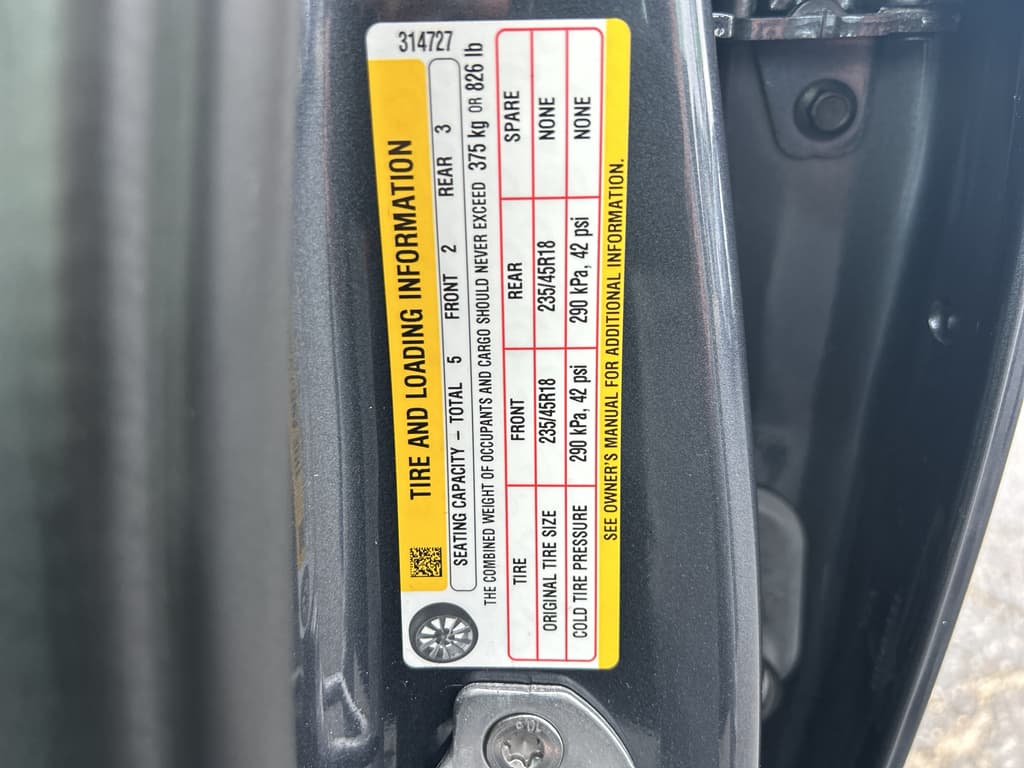 314727
TIRE AND LOADING INFORMATION
SEATING CAPACITY – TOTAL 5 FRONT 2 REAR 3
THE COMBINED WEIGHT OF OCCUPANTS AND CARGO SHOULD NEVER EXCEED 375 kg OR 826 lb
TIRE FRONT REAR SPARE
ORIGINAL TIRE SIZE 235/45R18 235/45R18 NONE
COLD TIRE PRESSURE 290 kPa, 42 psi 290 kPa, 42 psi NONE
SEE OWNER'S MANUAL FOR ADDITIONAL INFORMATION.